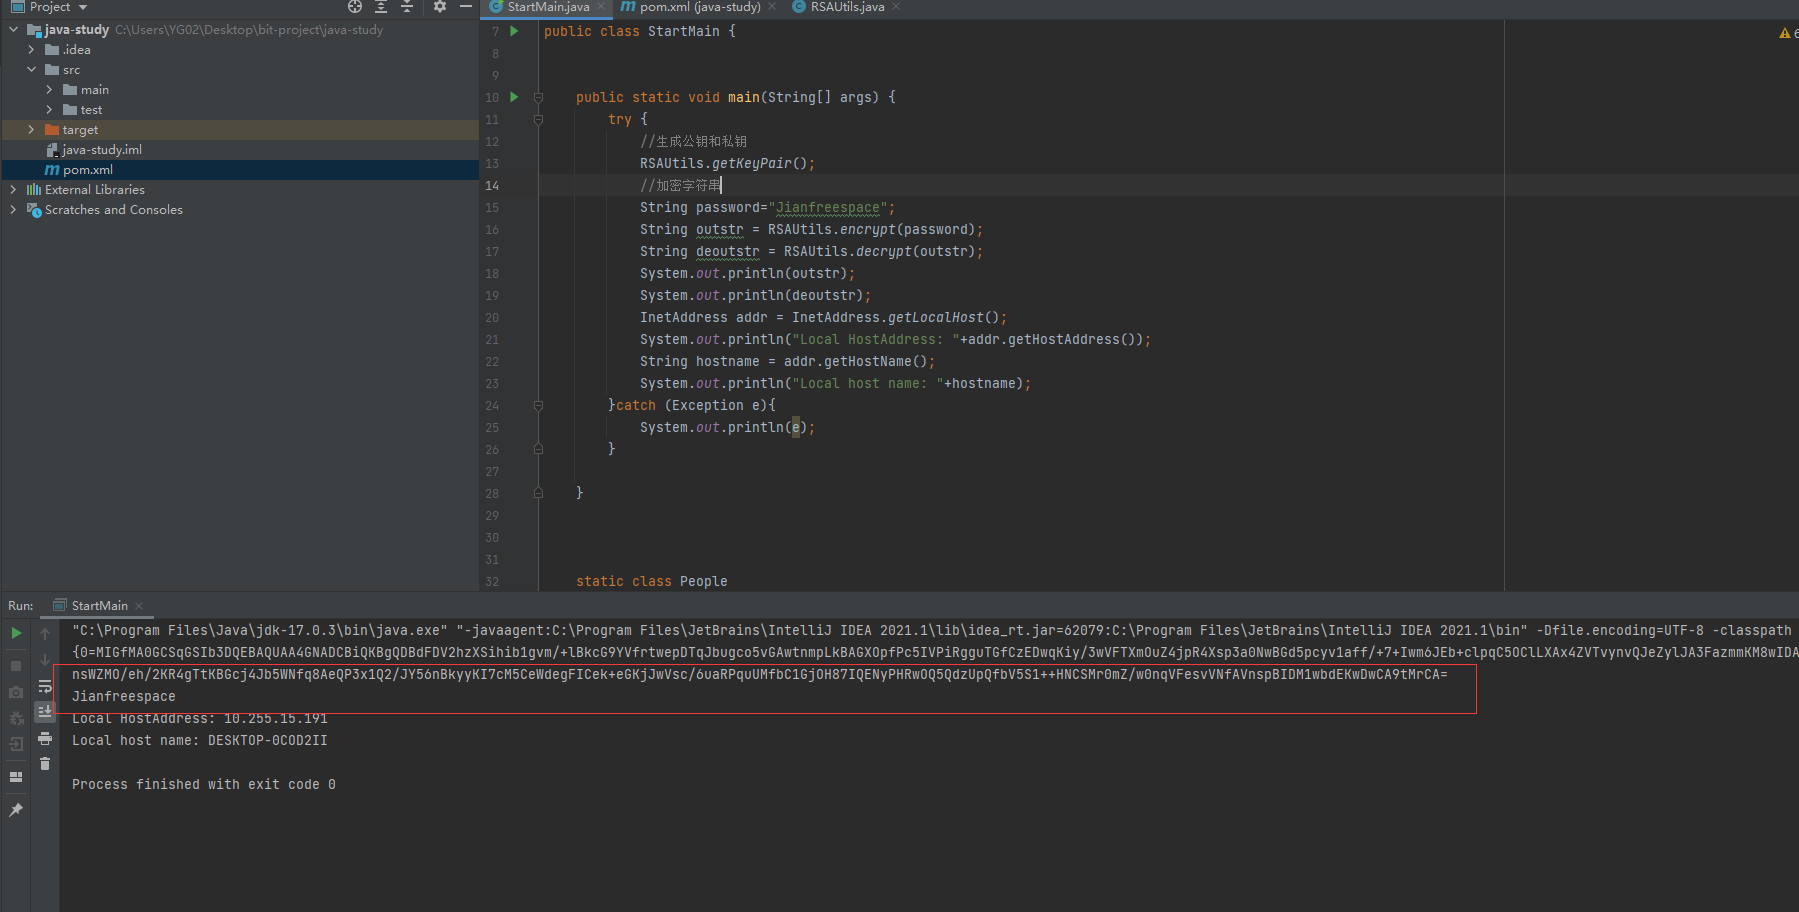 Project
StartMain.java
pom.xml (java-study)
RSAUtils.java
java-study C:\Users\YG02\Desktop\bit-project\java-study
.idea
src
main
test
target
java-study.iml
pom.xml
External Libraries
Scratches and Consoles
7 public class StartMain {
8
9
10 public static void main(String[] args) {
11 try {
12 //生成公钥和私钥
13 RSAUtils.getKeyPair();
14 //加密字符串
15 String password="Jianfreespace";
16 String outstr = RSAUtils.encrypt(password);
17 String deoutstr = RSAUtils.decrypt(outstr);
18 System.out.println(outstr);
19 System.out.println(deoutstr);
20 InetAddress addr = InetAddress.getLocalHost();
21 System.out.println("Local HostAddress: "+addr.getHostAddress());
22 String hostname = addr.getHostName();
23 System.out.println("Local host name: "+hostname);
24 }catch (Exception e){
25 System.out.println(e);
26 }
27
28 }
29
30
31
32 static class People
Run: StartMain
"C:\Program Files\Java\jdk-17.0.3\bin\java.exe" "-javaagent:C:\Program Files\JetBrains\IntelliJ IDEA 2021.1\lib\idea_rt.jar=62079:C:\Program Files\JetBrains\IntelliJ IDEA 2021.1\bin" -Dfile.encoding=UTF-8 -classpath
{0=MIGfMA0GCSqGSIb3DQEBAQUAA4GNADCBiQKBgQDBdFDV2hzXSihib1gvm/+lBkcG9YVfrtwepDTqJbugco5vGAwtnmpLkBAGXOpfPc5IVPiRgguTGfCzEDwqKiy/3wVFTXmOuZ4jpR4Xsp3a0NwBGd5pcyv1aff/+7+Iwm6JEb+clpqC5OClLXAx4ZVTvynvQJeZylJA3FazmmKM8wIDA
nsWZMO/eh/2KR4gTtKBGcj4Jb5WNfq8AeQP3x1Q2/JY56nBkyyKI7cM5CeWdegFICek+eGKjJwVsc/6uaRPquUMfbC1GjOH87IQENyPHRwOQ5QdzUpQfbV5S1++HNCSMr0mZ/w0nqVFesvVNfAVnspBIDM1wbdEKwDwCA9tMrCA=
Jianfreespace
Local HostAddress: 10.255.15.191
Local host name: DESKTOP-0COD2II
Process finished with exit code 0